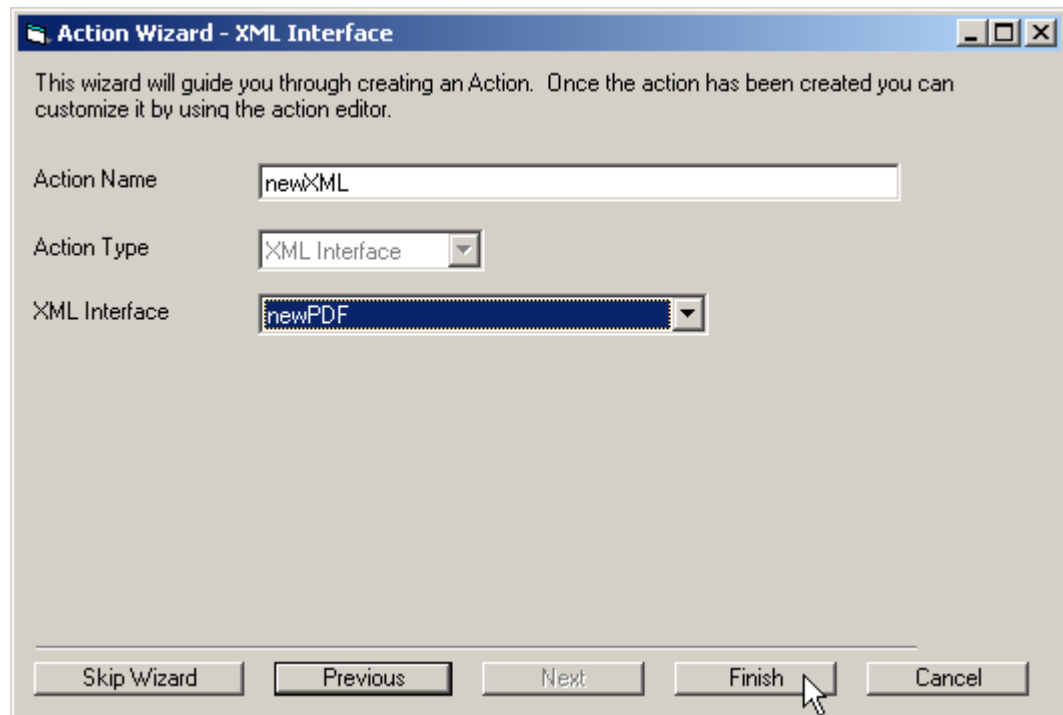 Action Wizard - XML Interface
This wizard will guide you through creating an Action.  Once the action has been created you can
customize it by using the action editor.
Action Name newXML
Action Type XML Interface
XML Interface newPDF
Skip Wizard Previous Next Finish Cancel